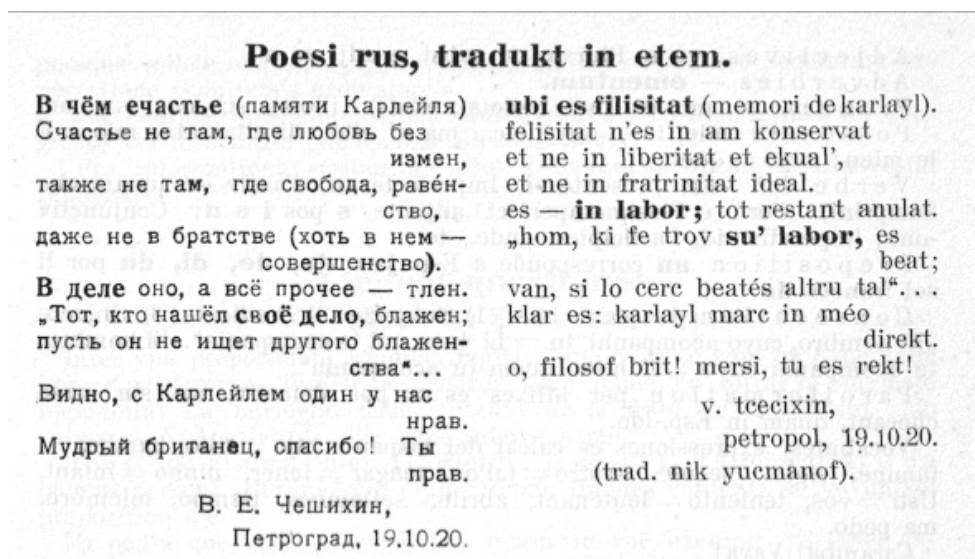 Poesi rus, tradukt in etem.
В чём ечастье (памяти Карлейля)
Счастье не там, где любовь без
измен,
также не там, где свобода, равéн-
ство,
даже не в братстве (хоть в нем —
совершенство).
В деле оно, а всё прочее — тлен.
„Тот, кто нашёл своё дело, блажен;
пусть он не ищет другого блажен-
ства“. .
Видно, с Карлейлем один у нас
нрав.
Мудрый британец, спасибо! Ты
прав.
В. Е. Чешихин,
Петроград, 19.10.20.
ubi es filisitat (memori de karlayl).
felisitat n'es in am konservat
et ne in liberitat et ekual',
et ne in fratrinitat ideal.
es — in labor; tot restant anulat.
„hom, ki fe trov su' labor, es
beat;
van, si lo cerc beatés altru tal“. .
klar es: karlayl marc in méo
direkt.
o, filosof brit! mersi, tu es rekt!
v. tcecixin,
petropol, 19.10.20.
(trad. nik yucmanof).